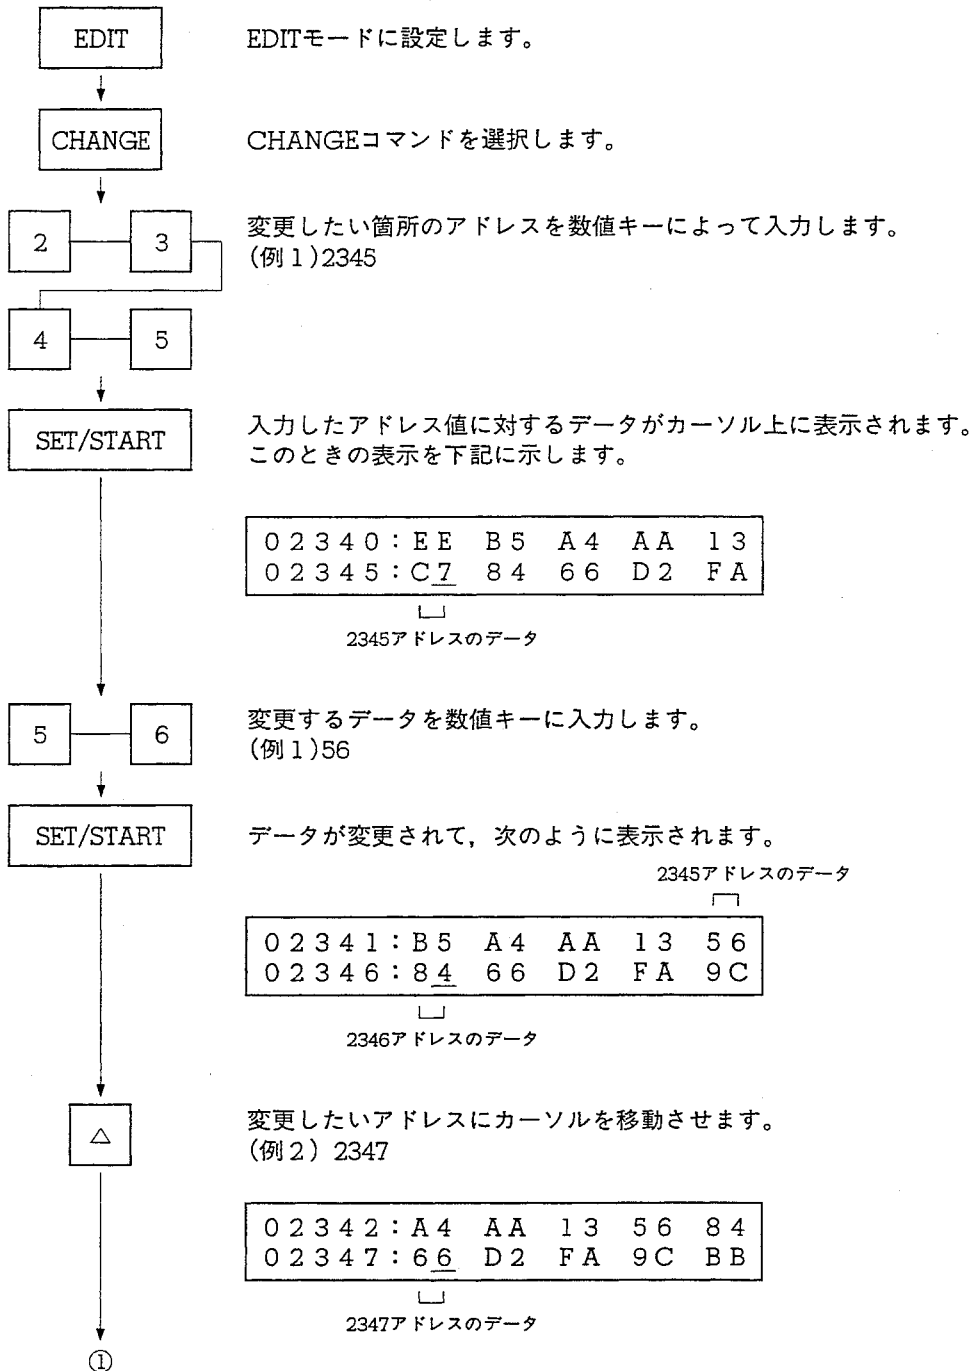 EDIT
EDITモードに設定します。
CHANGE
CHANGEコマンドを選択します。
2 3
変更したい箇所のアドレスを数値キーによって入力します。
(例1)2345
4 5
SET/START
入力したアドレス値に対するデータがカーソル上に表示されます。
このときの表示を下記に示します。
02340:EE B5 A4 AA 13
02345:C7 84 66 D2 FA
2345アドレスのデータ
5 6
変更するデータを数値キーに入力します。
(例1)56
SET/START
データが変更されて，次のように表示されます。
2345アドレスのデータ
02341:B5 A4 AA 13 56
02346:84 66 D2 FA 9C
2346アドレスのデータ
△
変更したいアドレスにカーソルを移動させます。
(例2) 2347
02342:A4 AA 13 56 84
02347:66 D2 FA 9C BB
2347アドレスのデータ
①